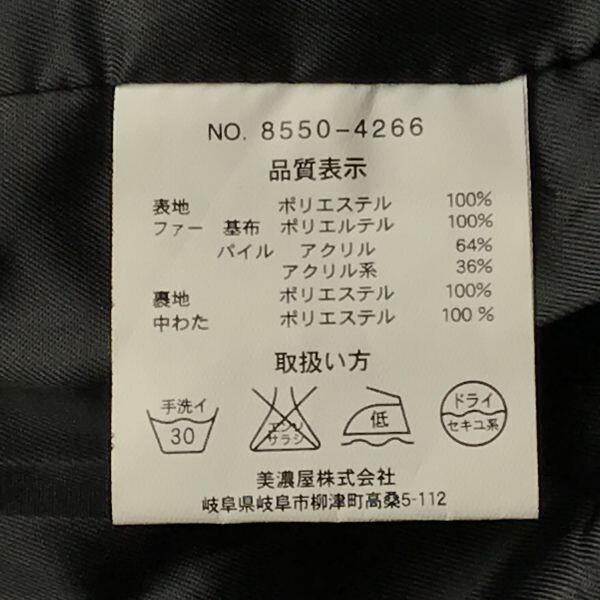 NO. 8550-4266
品質表示
表地 ポリエステル 100%
ファー 基布 ポリエルテル 100%
パイル アクリル 64%
アクリル系 36%
裏地 ポリエステル 100%
中わた ポリエステル 100%
取扱い方
手洗イ 30 エンソ サラシ 低 ドライ セキユ系
美濃屋株式会社
岐阜県岐阜市柳津町高桑5-112